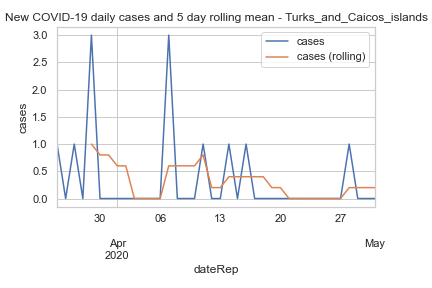 New COVID-19 daily cases and 5 day rolling mean - Turks_and_Caicos_islands
cases
cases (rolling)
cases
3.0
2.5
2.0
1.5
1.0
0.5
0.0
30 06 13 20 27
Apr May
2020
dateRep